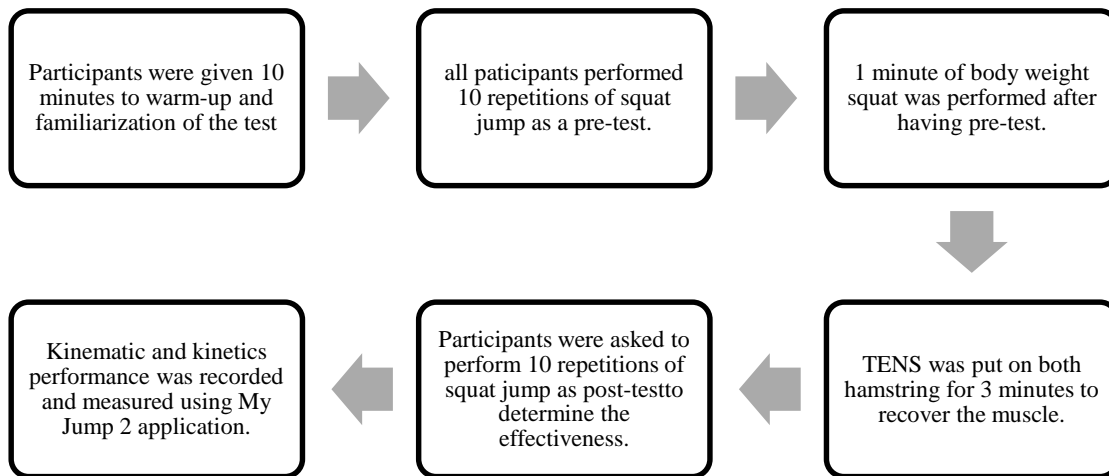 Participants were given 10
minutes to warm-up and
familiarization of the test
all paticipants performed
10 repetitions of squat
jump as a pre-test.
1 minute of body weight
squat was performed after
having pre-test.
TENS was put on both
hamstring for 3 minutes to
recover the muscle.
Participants were asked to
perform 10 repetitions of
squat jump as post-testto
determine the
effectiveness.
Kinematic and kinetics
performance was recorded
and measured using My
Jump 2 application.